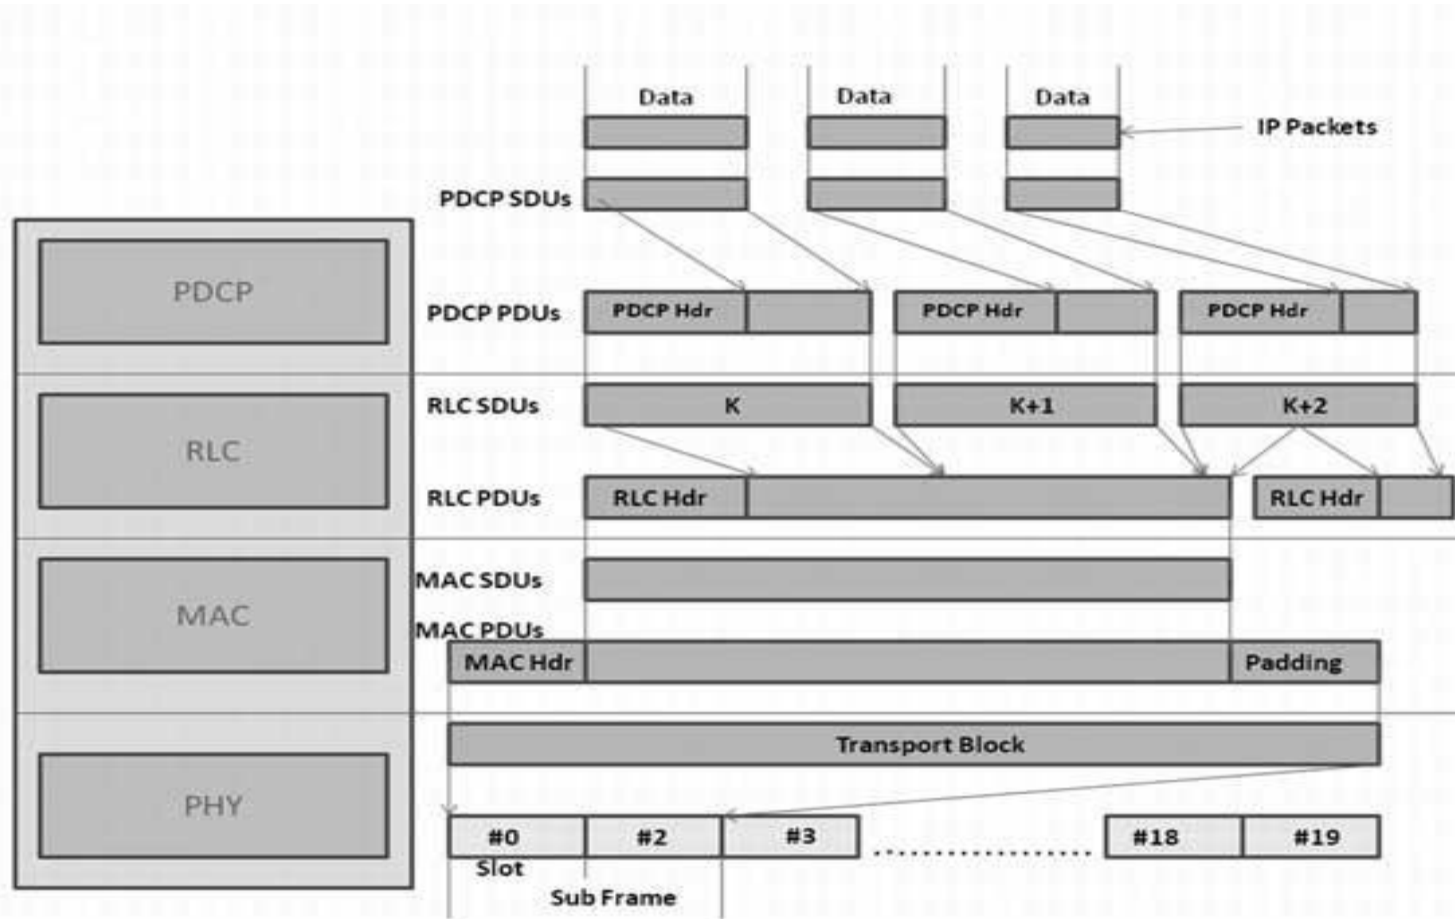 Data Data Data
IP Packets
PDCP SDUs
PDCP
PDCP PDUs PDCP Hdr PDCP Hdr PDCP Hdr
RLC SDUs K K+1 K+2
RLC
RLC PDUs RLC Hdr RLC Hdr
MAC SDUs
MAC
MAC PDUs
MAC Hdr Padding
Transport Block
PHY
#0 #2 #3 #18 #19
Slot
Sub Frame